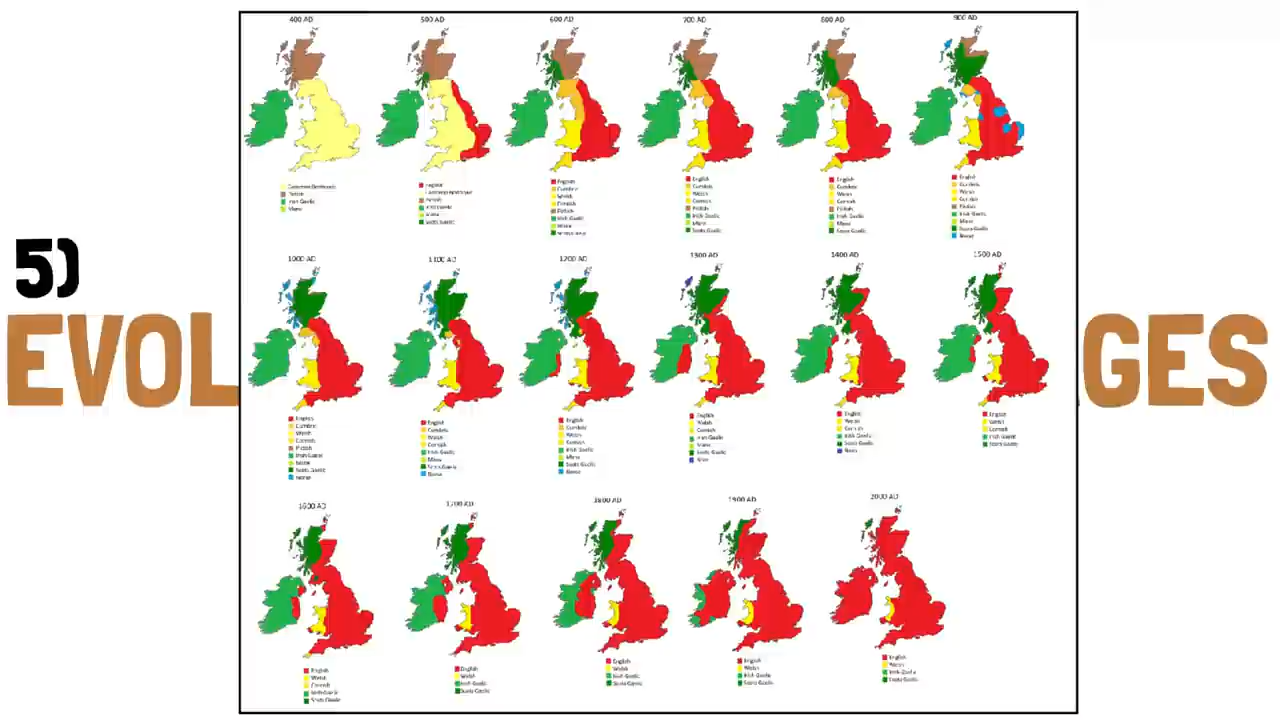 5)
EVOL
GES
400 AD
500 AD
600 AD
700 AD
800 AD
900 AD
Irish Gaelic
Manx
English
Pictish
Irish Gaelic
Manx
Scots Gaelic
English
Cumbric
Welsh
Cornish
Pictish
Irish Gaelic
Manx
Scots Gaelic
English
Cumbric
Welsh
Cornish
Pictish
Irish Gaelic
Manx
Scots Gaelic
English
Cumbric
Welsh
Cornish
Pictish
Irish Gaelic
Manx
Scots Gaelic
English
Cumbric
Welsh
Cornish
Pictish
Irish Gaelic
Manx
Scots Gaelic
Norse
1000 AD
1100 AD
1200 AD
1300 AD
1400 AD
1500 AD
English
Cumbric
Welsh
Cornish
Pictish
Irish Gaelic
Manx
Scots Gaelic
Norse
English
Cumbric
Welsh
Cornish
Irish Gaelic
Manx
Scots Gaelic
Norse
English
Cumbric
Welsh
Cornish
Irish Gaelic
Manx
Scots Gaelic
Norse
English
Welsh
Cornish
Irish Gaelic
Manx
Scots Gaelic
English
Welsh
Cornish
Irish Gaelic
Scots Gaelic
Norn
English
Welsh
Cornish
Irish Gaelic
Scots Gaelic
1600 AD
1700 AD
1800 AD
1900 AD
2000 AD
English
Welsh
Cornish
Irish Gaelic
Scots Gaelic
English
Welsh
Irish Gaelic
Scots Gaelic
English
Welsh
Irish Gaelic
Scots Gaelic
English
Welsh
Irish Gaelic
Scots Gaelic
English
Welsh
Irish Gaelic
Scots Gaelic